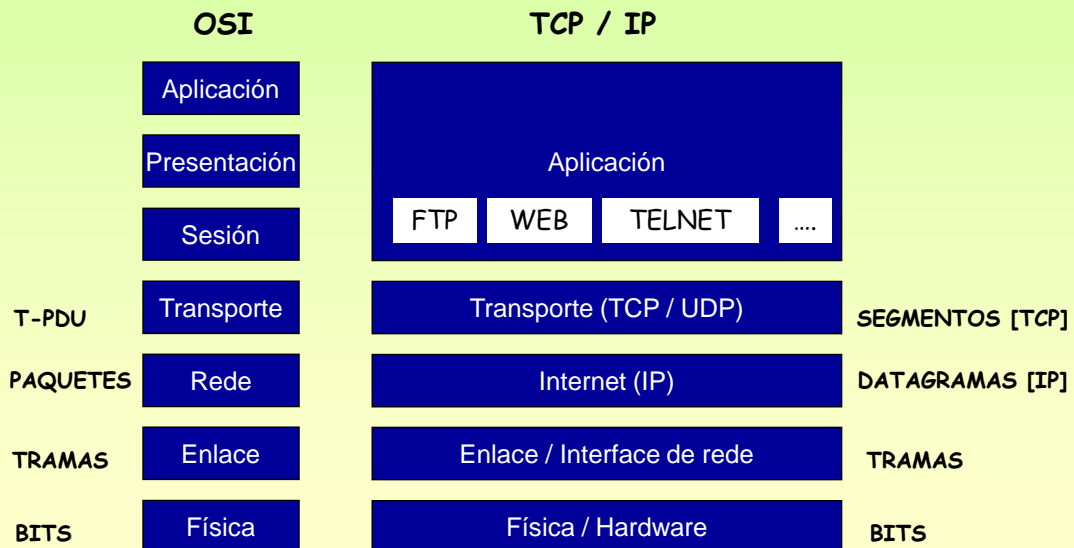 OSI TCP / IP
Aplicación
Presentación Aplicación
FTP WEB TELNET ....
Sesión
T-PDU Transporte Transporte (TCP / UDP) SEGMENTOS [TCP]
PAQUETES Rede Internet (IP) DATAGRAMAS [IP]
TRAMAS Enlace Enlace / Interface de rede TRAMAS
BITS Física Física / Hardware BITS